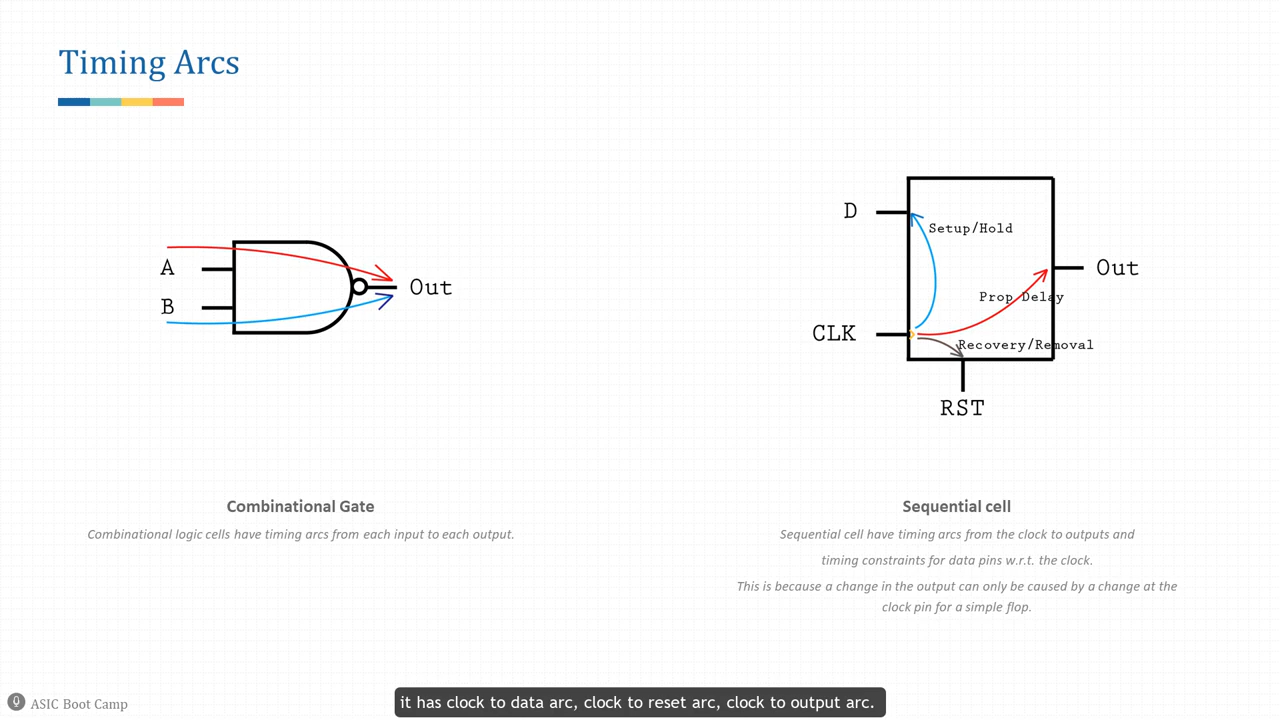 Timing Arcs
A
B
Out
D
CLK
Setup/Hold
Prop Delay
Recovery/Removal
Out
RST
Combinational Gate
Combinational logic cells have timing arcs from each input to each output.
Sequential cell
Sequential cell have timing arcs from the clock to outputs and
timing constraints for data pins w.r.t. the clock.
This is because a change in the output can only be caused by a change at the
clock pin for a simple flop.
it has clock to data arc, clock to reset arc, clock to output arc.
ASIC Boot Camp